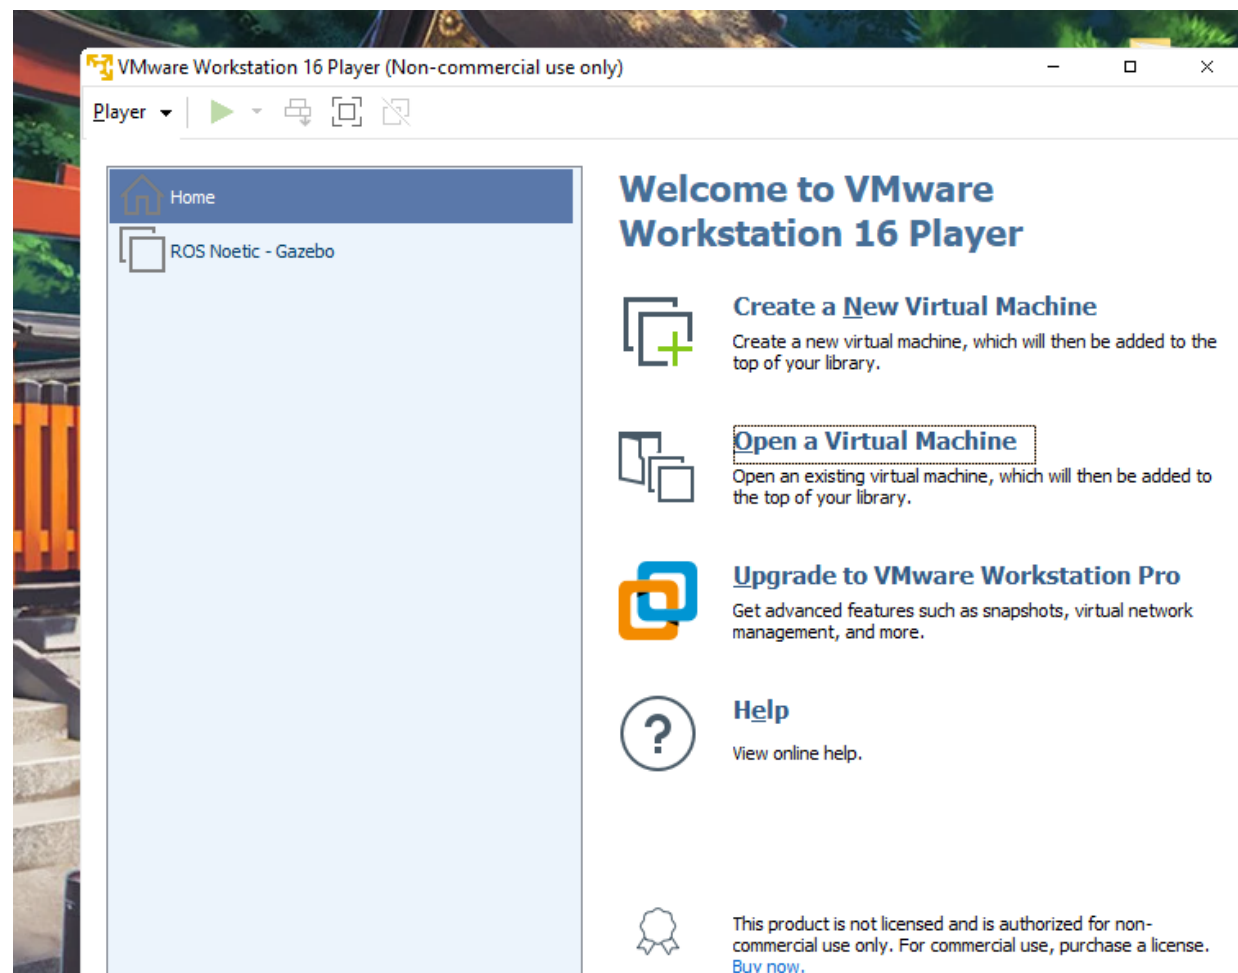 VMware Workstation 16 Player (Non-commercial use only)
Player
Home
ROS Noetic - Gazebo
Welcome to VMware
Workstation 16 Player
Create a New Virtual Machine
Create a new virtual machine, which will then be added to the
top of your library.
Open a Virtual Machine
Open an existing virtual machine, which will then be added to
the top of your library.
Upgrade to VMware Workstation Pro
Get advanced features such as snapshots, virtual network
management, and more.
Help
View online help.
This product is not licensed and is authorized for non-
commercial use only. For commercial use, purchase a license.
Buy now.